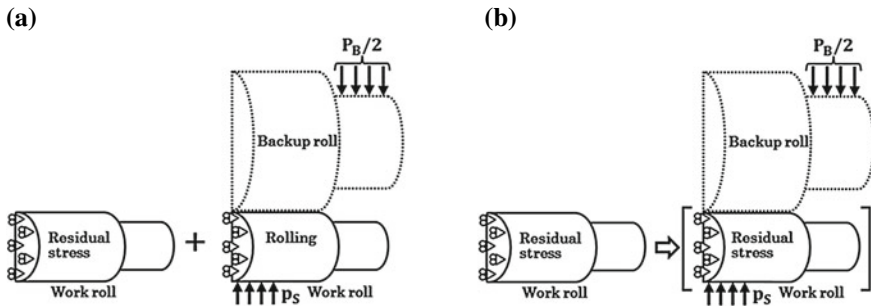 (a)
P_B/2
Backup roll
Residual
stress
Work roll
+
Rolling
p_S
Work roll
(b)
P_B/2
Backup roll
Residual
stress
Work roll
Residual
stress
p_S
Work roll